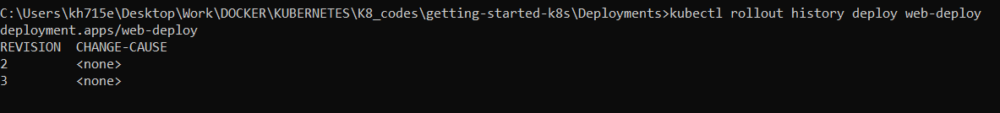 C:\Users\kh715e\Desktop\Work\DOCKER\KUBERNETES\K8_codes\getting-started-k8s\Deployments>kubectl rollout history deploy web-deploy
deployment.apps/web-deploy
REVISION  CHANGE-CAUSE
2         <none>
3         <none>